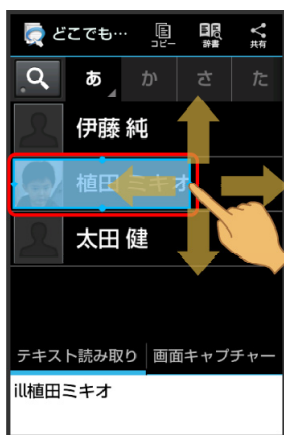 どこでも…
コピー
辞書
共有
あ
か
さ
た
伊藤 純
植田 ミキオ
太田 健
テキスト読み取り
画面キャプチャー
ill植田ミキオ